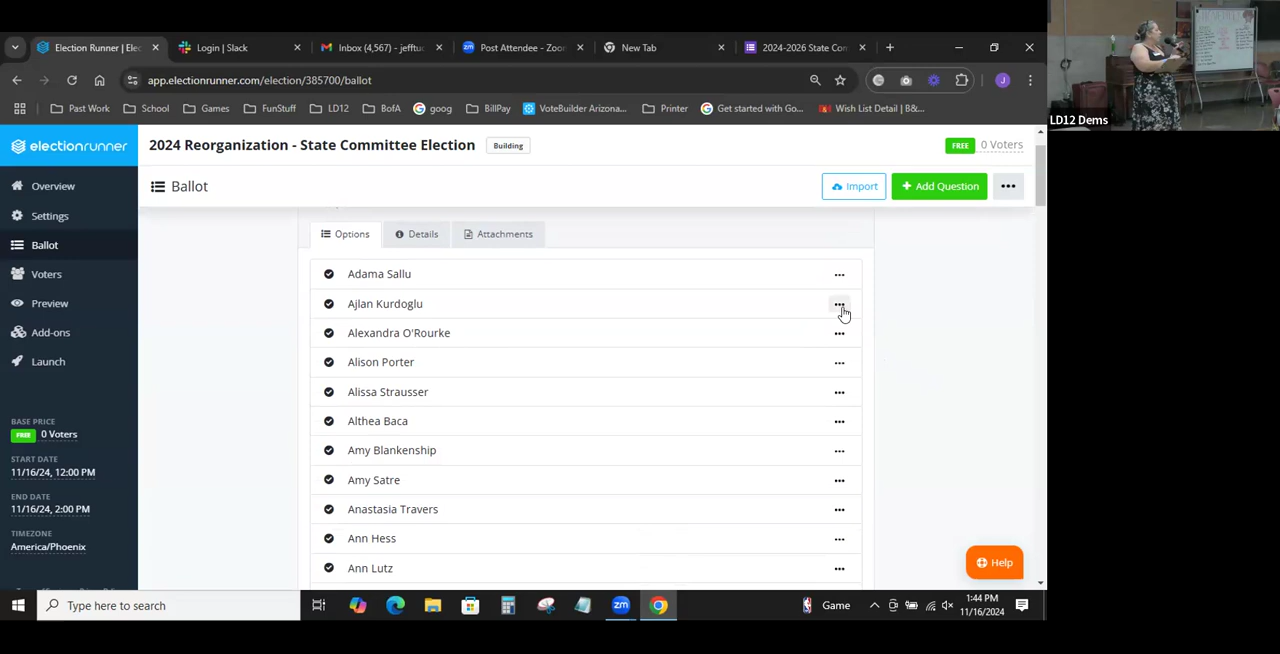 Election Runner | Elec
Login | Slack
Inbox (4,567) - jefftuc
Post Attendee - Zoo
New Tab
2024-2026 State Com
app.electionrunner.com/election/385700/ballot
Past Work
School
Games
FunStuff
LD12
BofA
goog
BillPay
VoteBuilder Arizona...
Printer
Get started with Go...
Wish List Detail | B&...
LD12 Dems
electionrunner
2024 Reorganization - State Committee Election
Building
FREE 0 Voters
Overview
Settings
Ballot
Voters
Preview
Add-ons
Launch
BASE PRICE
FREE 0 Voters
START DATE
11/16/24, 12:00 PM
END DATE
11/16/24, 2:00 PM
TIMEZONE
America/Phoenix
Ballot
Import
+ Add Question
Options
Details
Attachments
Adama Sallu
Ajlan Kurdoglu
Alexandra O'Rourke
Alison Porter
Alissa Strausser
Althea Baca
Amy Blankenship
Amy Satre
Anastasia Travers
Ann Hess
Ann Lutz
Help
Type here to search
zm
Game
1:44 PM
11/16/2024